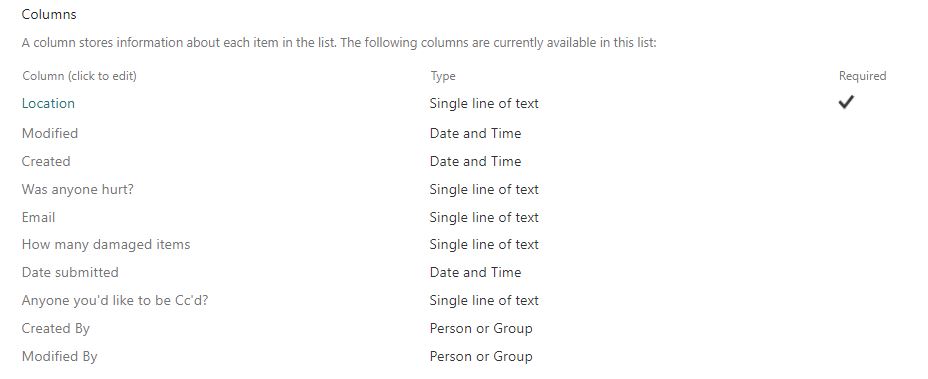 Columns
A column stores information about each item in the list. The following columns are currently available in this list:
Column (click to edit) Type Required
Location Single line of text
Modified Date and Time
Created Date and Time
Was anyone hurt? Single line of text
Email Single line of text
How many damaged items Single line of text
Date submitted Date and Time
Anyone you'd like to be Cc'd? Single line of text
Created By Person or Group
Modified By Person or Group